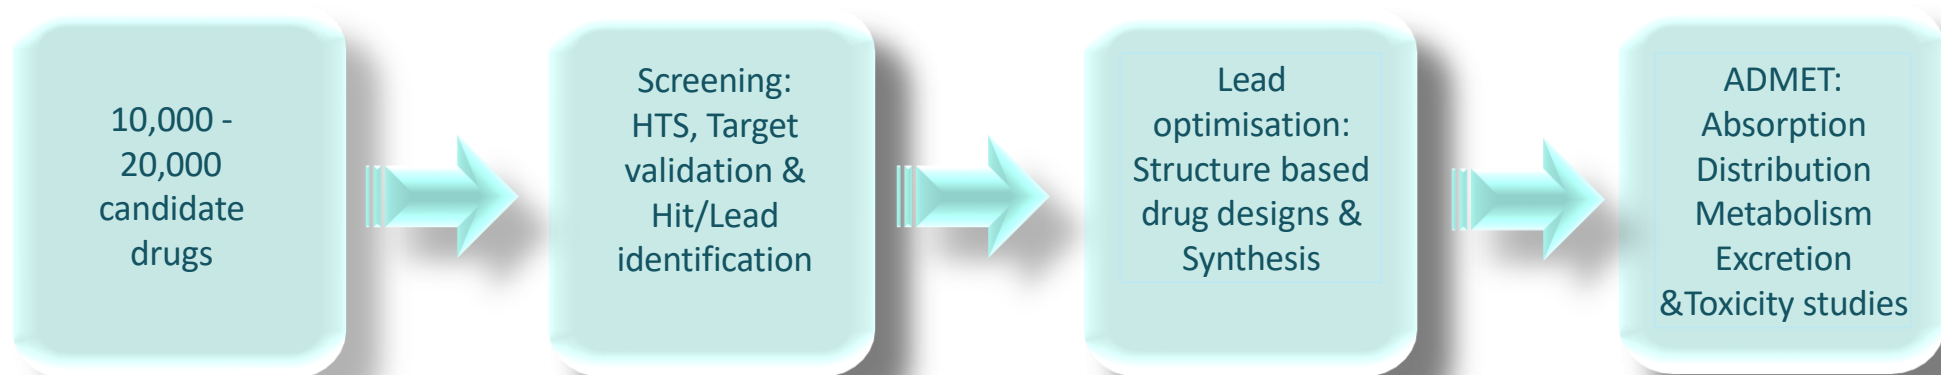 10,000 -
20,000
candidate
drugs
Screening:
HTS, Target
validation &
Hit/Lead
identification
Lead
optimisation:
Structure based
drug designs &
Synthesis
ADMET:
Absorption
Distribution
Metabolism
Excretion
&Toxicity studies